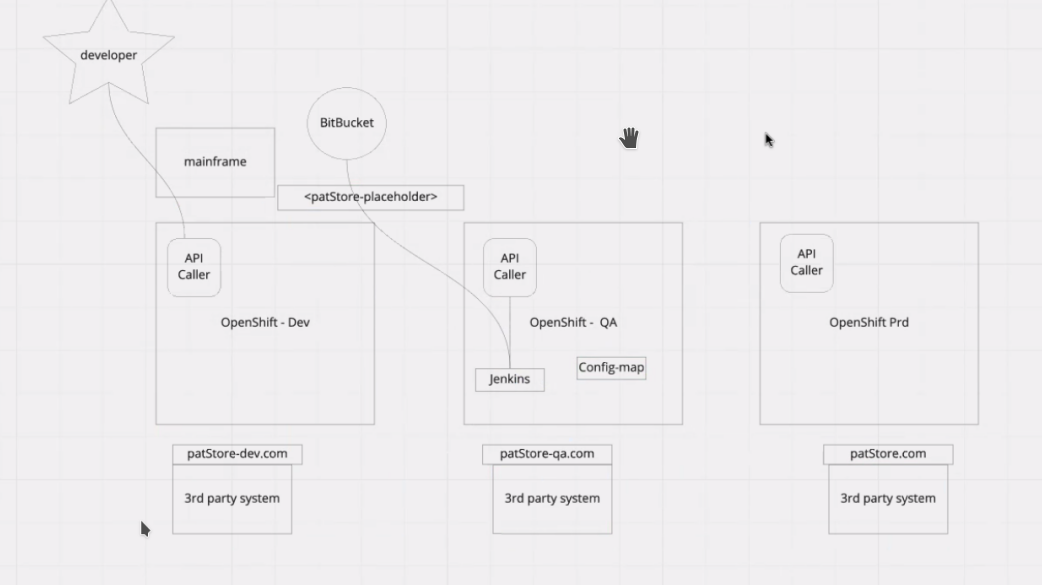 developer
BitBucket
mainframe
<patStore-placeholder>
API
Caller
API
Caller
API
Caller
OpenShift - Dev
OpenShift - QA
OpenShift Prd
Config-map
Jenkins
patStore-dev.com
patStore-qa.com
patStore.com
3rd party system
3rd party system
3rd party system